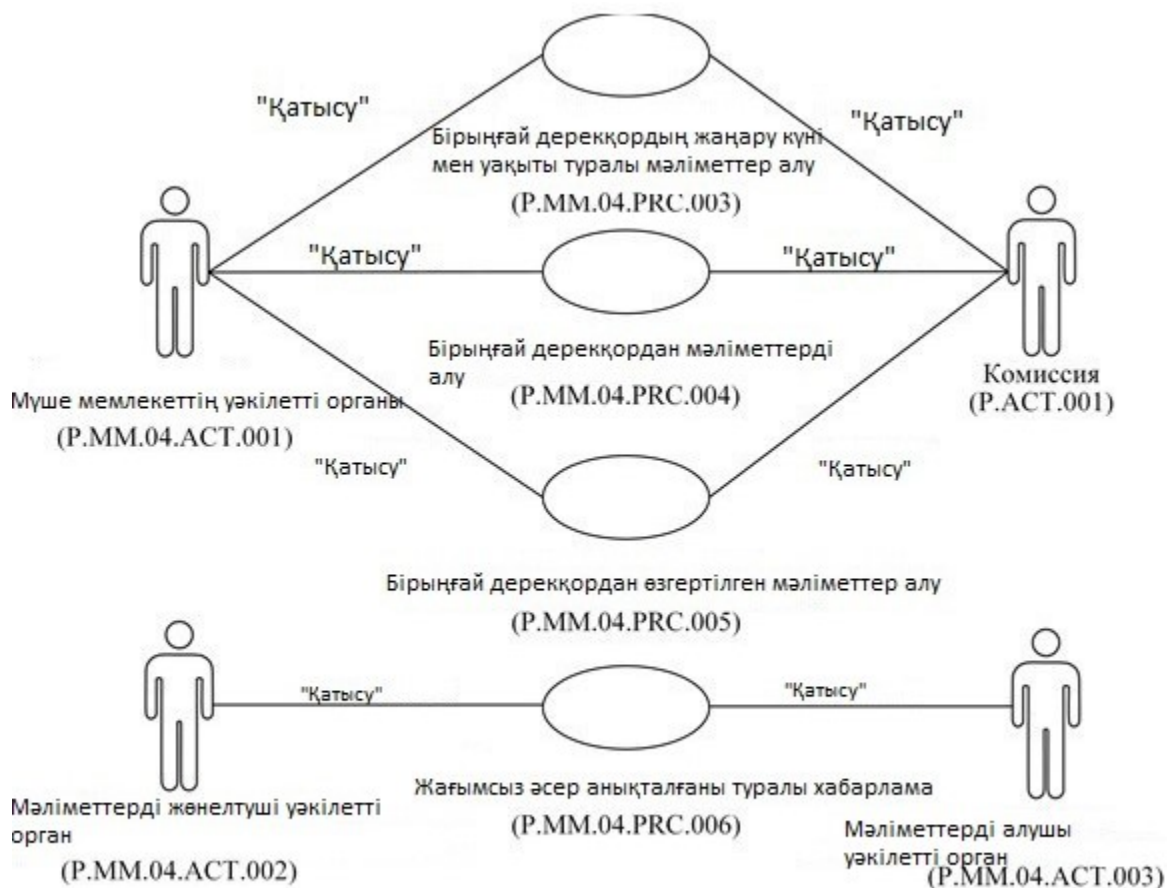 "Қатысу"
"Қатысу"
Бірыңғай дерекқордың жаңару күні
мен уақыты туралы мәліметтер алу
(P.MM.04.PRC.003)
"Қатысу"
"Қатысу"
Бірыңғай дерекқордан мәліметтерді
алу
(P.MM.04.PRC.004)
Мүше мемлекеттің уәкілетті органы
(P.MM.04.ACT.001)
Комиссия
(P.ACT.001)
"Қатысу"
"Қатысу"
Бірыңғай дерекқордан өзгертілген мәліметтер алу
(P.MM.04.PRC.005)
"Қатысу"
"Қатысу"
Мәліметтерді жөнелтуші уәкілетті
орган
(P.MM.04.ACT.002)
Жағымсыз әсер анықталғаны туралы хабарлама
(P.MM.04.PRC.006)
Мәліметтерді алушы
уәкілетті орган
(P.MM.04.ACT.003)